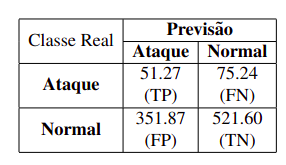 Classe Real
Previsão
Ataque Normal
Ataque
51.27 75.24
(TP) (FN)
Normal
351.87 521.60
(FP) (TN)